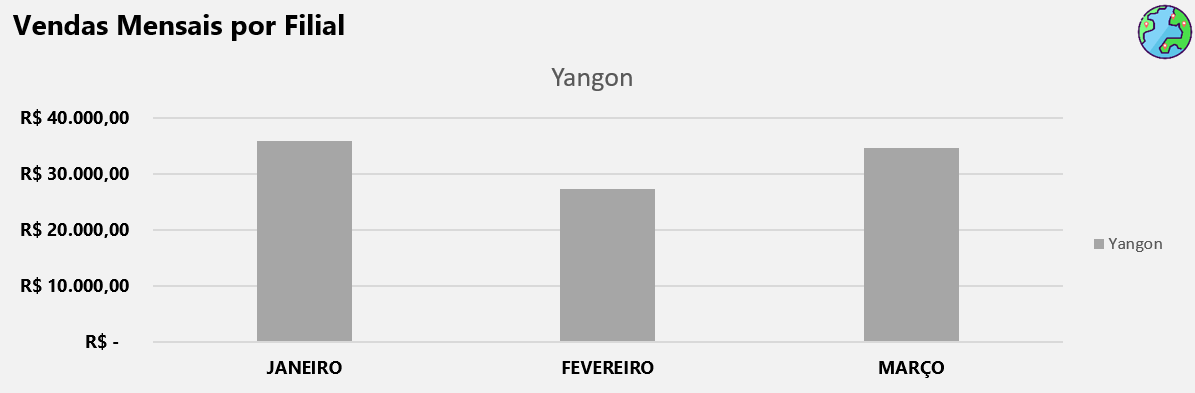 Vendas Mensais por Filial
Yangon
R$ 40.000,00
R$ 30.000,00
R$ 20.000,00
R$ 10.000,00
R$ -
JANEIRO FEVEREIRO MARÇO
Yangon